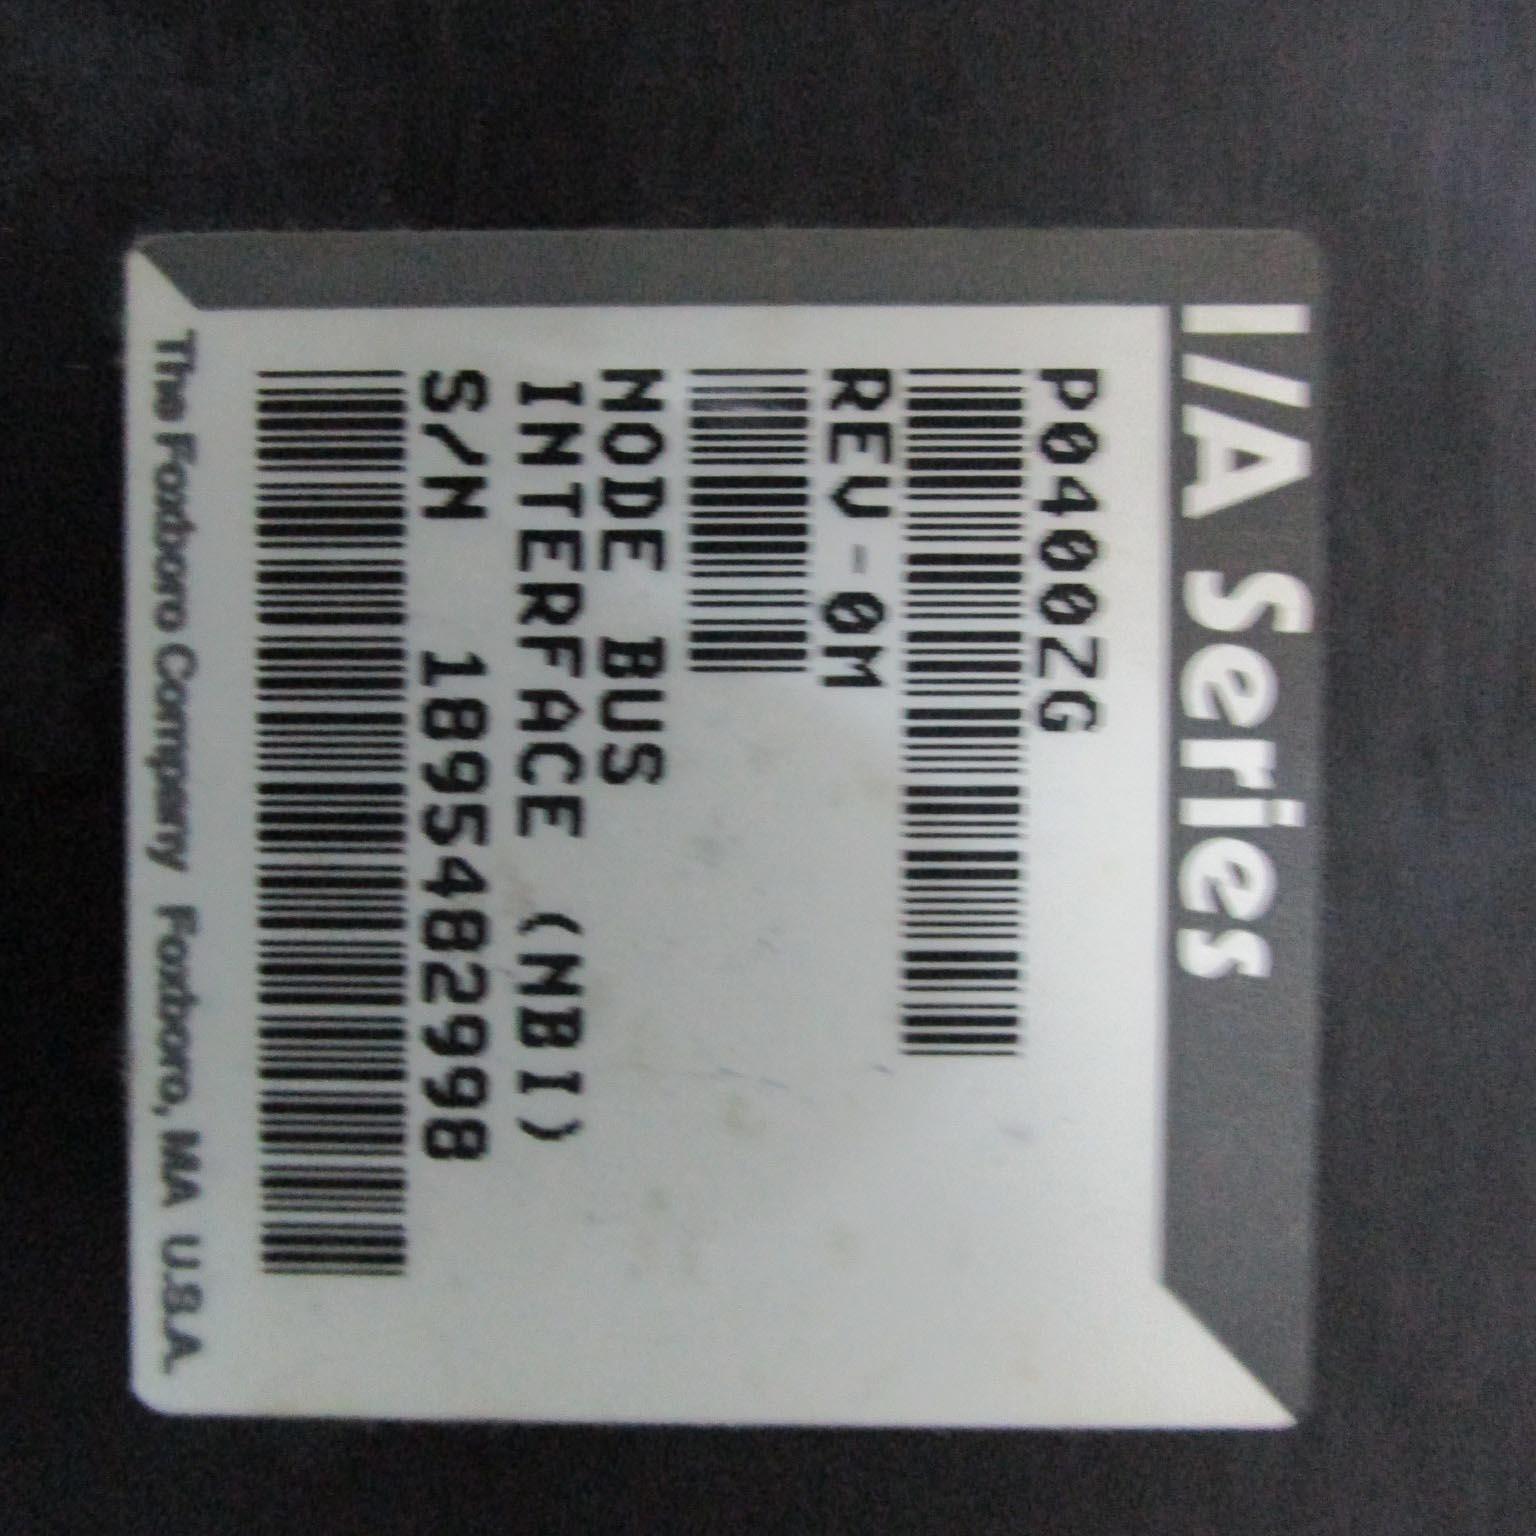 I/A Series
P0400ZG
REV-0M
NODE BUS
INTERFACE (NBI)
S/N 1895482998
The Foxboro Company Foxboro, MA U.S.A.